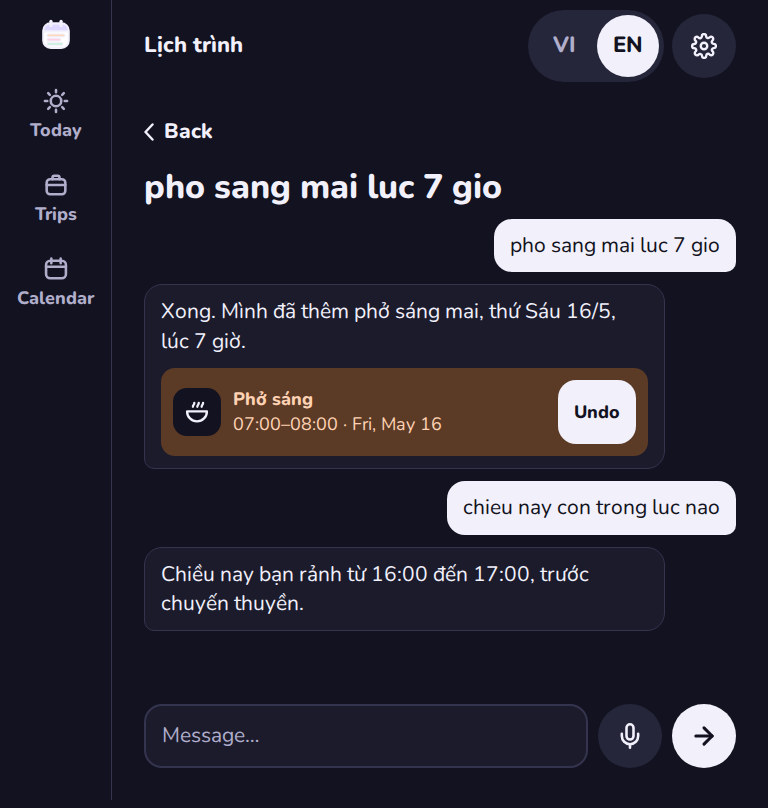 Lịch trình
VI
EN
Today
Trips
Calendar
Back
pho sang mai luc 7 gio
pho sang mai luc 7 gio
Xong. Mình đã thêm phở sáng mai, thứ Sáu 16/5,
lúc 7 giờ.
Phở sáng
07:00–08:00 · Fri, May 16
Undo
chieu nay con trong luc nao
Chiều nay bạn rảnh từ 16:00 đến 17:00, trước
chuyến thuyền.
Message...